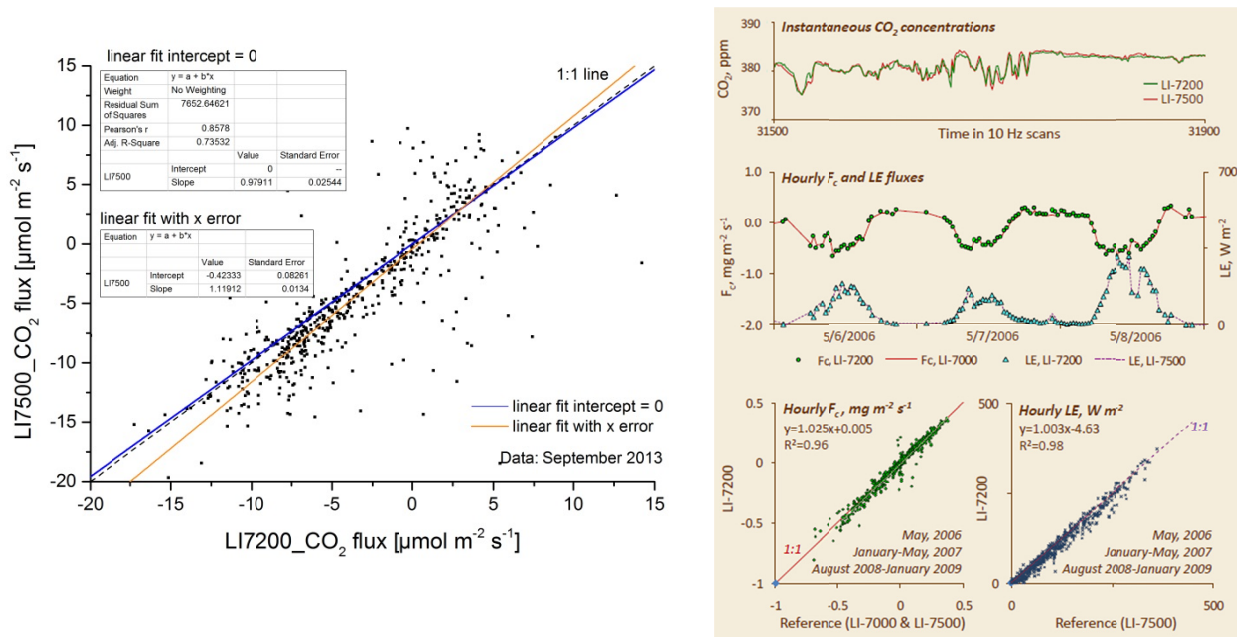 linear fit intercept = 0
Equation y = a + b*x
Weight No Weighting
Residual Sum of Squares 7652.64621
Pearson's r 0.8578
Adj. R-Square 0.73532
Value Standard Error
LI7500 Intercept 0 --
Slope 0.97911 0.02544
linear fit with x error
Equation y = a + b*x
Value Standard Error
LI7500 Intercept -0.42333 0.08261
Slope 1.11912 0.0134
1:1 line
15
10
5
0
-5
-10
-15
-20
LI7500_CO₂ flux [µmol m⁻² s⁻¹]
linear fit intercept = 0
linear fit with x error
Data: September 2013
-20 -15 -10 -5 0 5 10 15
LI7200_CO₂ flux [µmol m⁻² s⁻¹]
Instantaneous CO₂ concentrations
390
380
370
CO₂, ppm
LI-7200
LI-7500
31500 Time in 10 Hz scans 31900
Hourly Fc and LE fluxes
1.0
0.0
-1.0
-2.0
Fc, mg m⁻² s⁻¹
700
0
LE, W m⁻²
5/6/2006 5/7/2006 5/8/2006
Fc, LI-7200 Fc, LI-7000 LE, LI-7200 LE, LI-7500
Hourly Fc, mg m⁻² s⁻¹
y=1.025x+0.005
R²=0.96
0.5
0
-0.5
-1
LI-7200
1:1
May, 2006
January-May, 2007
August 2008-January 2009
-1 -0.5 0 0.5
Reference (LI-7000 & LI-7500)
Hourly LE, W m⁻²
y=1.003x-4.63
R²=0.98
1:1
500
0
LI-7200
May, 2006
January-May, 2007
August 2008-January 2009
0 500
Reference (LI-7500)